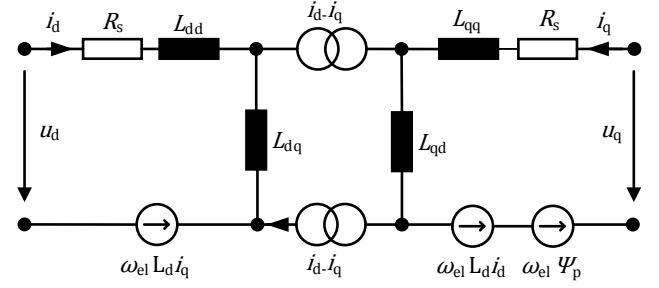 i_d R_s L_dd i_d-i_q L_qq R_s i_q
u_d L_dq L_qd u_q
ω_el L_d i_q i_d-i_q ω_el L_d i_d ω_el Ψ_p